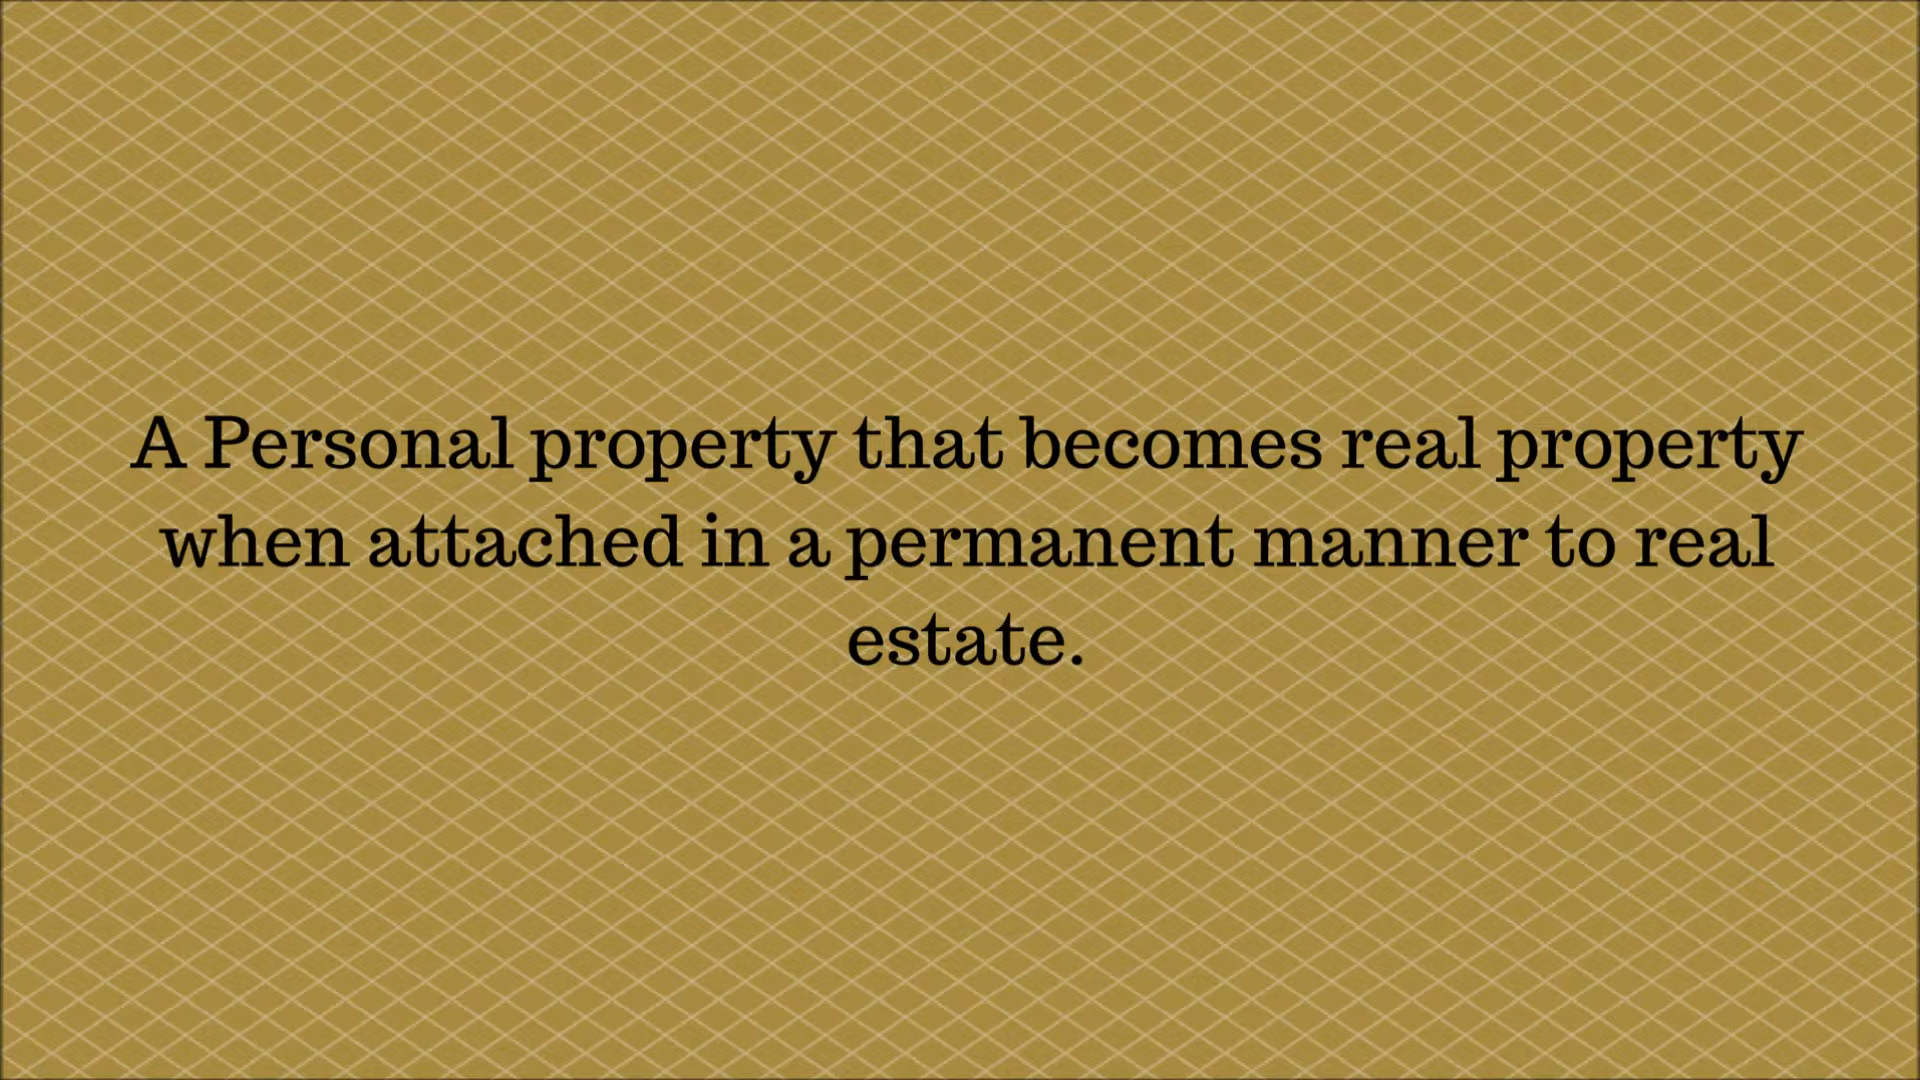 A Personal property that becomes real property
when attached in a permanent manner to real
estate.